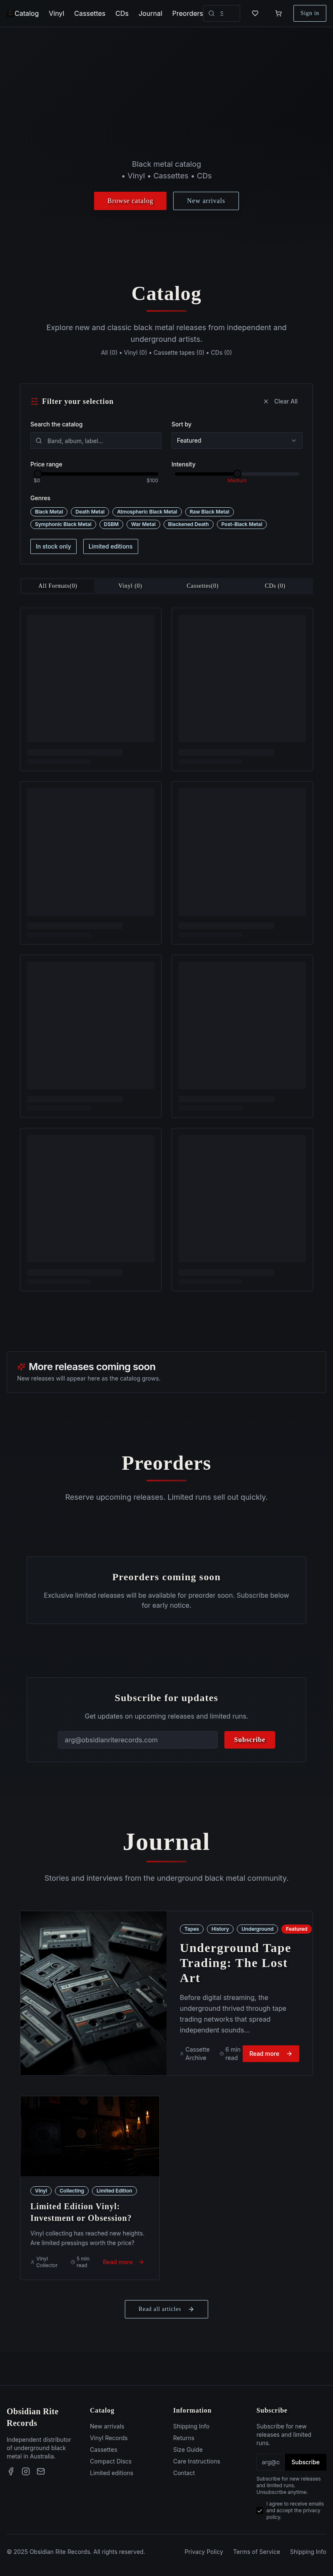 Catalog Vinyl Cassettes CDs Journal Preorders S Sign in
Black metal catalog
• Vinyl • Cassettes • CDs
Browse catalog New arrivals
Catalog
Explore new and classic black metal releases from independent and
underground artists.
All (0) • Vinyl (0) • Cassette tapes (0) • CDs (0)
Filter your selection Clear All
Search the catalog Sort by
Band, album, label... Featured
Price range Intensity
$0 $100 Medium
Genres
Black Metal Death Metal Atmospheric Black Metal Raw Black Metal
Symphonic Black Metal DSBM War Metal Blackened Death Post-Black Metal
In stock only Limited editions
All Formats(0) Vinyl (0) Cassettes(0) CDs (0)
More releases coming soon
New releases will appear here as the catalog grows.
Preorders
Reserve upcoming releases. Limited runs sell out quickly.
Preorders coming soon
Exclusive limited releases will be available for preorder soon. Subscribe below
for early notice.
Subscribe for updates
Get updates on upcoming releases and limited runs.
arg@obsidianriterecords.com Subscribe
Journal
Stories and interviews from the underground black metal community.
Tapes History Underground Featured
Underground Tape
Trading: The Lost
Art
Before digital streaming, the
underground thrived through tape
trading networks that spread
independent sounds...
Cassette Archive 6 min read Read more
Vinyl Collecting Limited Edition
Limited Edition Vinyl:
Investment or Obsession?
Vinyl collecting has reached new heights.
Are limited pressings worth the price?
Vinyl Collector 5 min read Read more
Read all articles
Obsidian Rite
Records
Independent distributor
of underground black
metal in Australia.
Catalog
New arrivals
Vinyl Records
Cassettes
Compact Discs
Limited editions
Information
Shipping Info
Returns
Size Guide
Care Instructions
Contact
Subscribe
Subscribe for new
releases and limited
runs.
arg@o Subscribe
Subscribe for new releases
and limited runs.
Unsubscribe anytime.
I agree to receive emails
and accept the privacy
policy.
© 2025 Obsidian Rite Records. All rights reserved. Privacy Policy Terms of Service Shipping Info